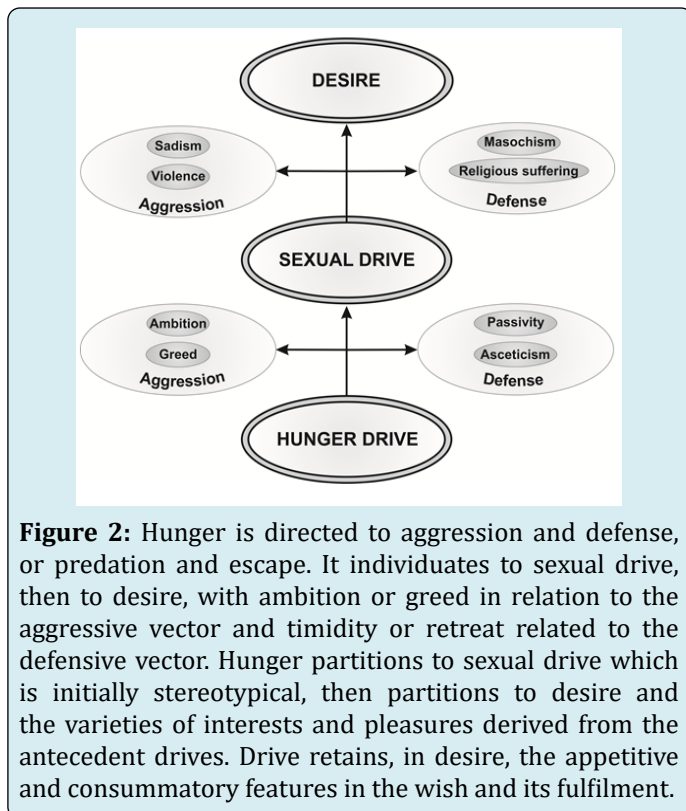 DESIRE
Sadism
Violence
Aggression
Masochism
Religious suffering
Defense
SEXUAL DRIVE
Ambition
Greed
Aggression
Passivity
Asceticism
Defense
HUNGER DRIVE
Figure 2: Hunger is directed to aggression and defense,
or predation and escape. It individuates to sexual drive,
then to desire, with ambition or greed in relation to the
aggressive vector and timidity or retreat related to the
defensive vector. Hunger partitions to sexual drive which
is initially stereotypical, then partitions to desire and
the varieties of interests and pleasures derived from the
antecedent drives. Drive retains, in desire, the appetitive
and consummatory features in the wish and its fulfilment.